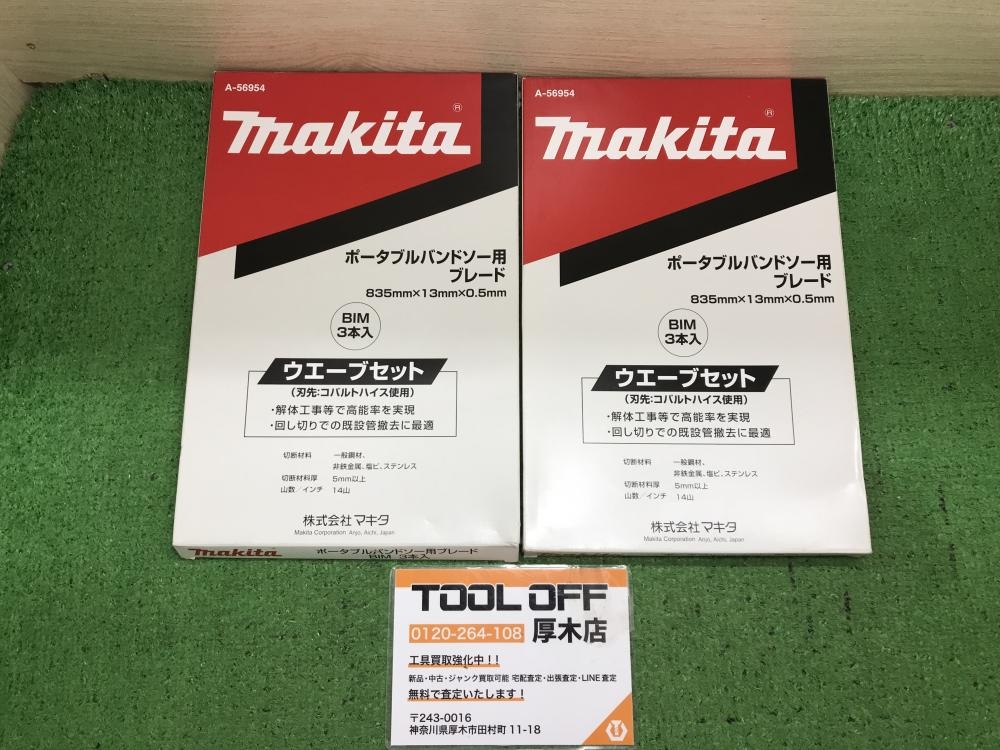 A-56954
makita®
ポータブルバンドソー用
ブレード
835mm×13mm×0.5mm
BIM
3本入
ウエーブセット
(刃先:コバルトハイス使用)
・解体工事等で高能率を実現
・回し切りでの既設管撤去に最適
切断材料 一般鋼材、
非鉄金属、塩ビ、ステンレス
切断材料厚 5mm以上
山数/インチ 14山
株式会社マキタ
Makita Corporation Anjo, Aichi, Japan
makita ポータブルバンドソー用ブレード
BIM 3本入
A-56954
makita®
ポータブルバンドソー用
ブレード
835mm×13mm×0.5mm
BIM
3本入
ウエーブセット
(刃先:コバルトハイス使用)
・解体工事等で高能率を実現
・回し切りでの既設管撤去に最適
切断材料 一般鋼材、
非鉄金属、塩ビ、ステンレス
切断材料厚 5mm以上
山数/インチ 14山
株式会社マキタ
Makita Corporation Anjo, Aichi, Japan
TOOL OFF
0120-264-108 厚木店
工具買取強化中!!
新品・中古・ジャンク買取可能 宅配査定・出張査定・LINE査定
無料で査定いたします!
〒243-0016
神奈川県厚木市田村町 11-18